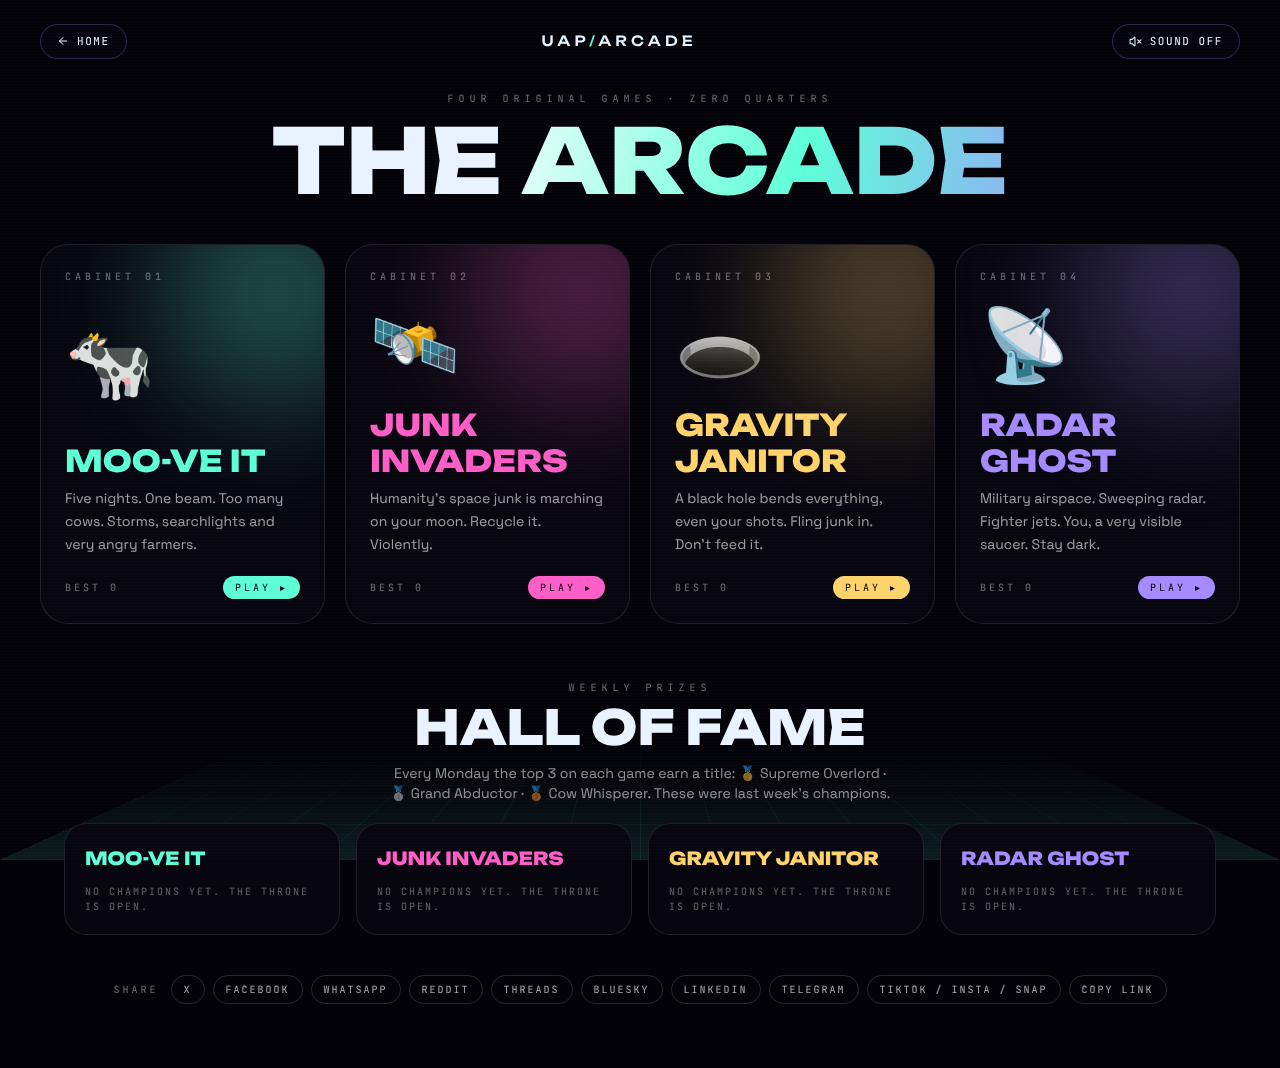 ← HOME
UAP/ARCADE
SOUND OFF
FOUR ORIGINAL GAMES · ZERO QUARTERS
THE ARCADE
CABINET 01
MOO-VE IT
Five nights. One beam. Too many
cows. Storms, searchlights and
very angry farmers.
BEST 0
PLAY ▸
CABINET 02
JUNK
INVADERS
Humanity's space junk is marching
on your moon. Recycle it.
Violently.
BEST 0
PLAY ▸
CABINET 03
GRAVITY
JANITOR
A black hole bends everything,
even your shots. Fling junk in.
Don't feed it.
BEST 0
PLAY ▸
CABINET 04
RADAR
GHOST
Military airspace. Sweeping radar.
Fighter jets. You, a very visible
saucer. Stay dark.
BEST 0
PLAY ▸
WEEKLY PRIZES
HALL OF FAME
Every Monday the top 3 on each game earn a title: 🥇 Supreme Overlord ·
🥈 Grand Abductor · 🥉 Cow Whisperer. These were last week's champions.
MOO-VE IT
NO CHAMPIONS YET. THE THRONE
IS OPEN.
JUNK INVADERS
NO CHAMPIONS YET. THE THRONE
IS OPEN.
GRAVITY JANITOR
NO CHAMPIONS YET. THE THRONE
IS OPEN.
RADAR GHOST
NO CHAMPIONS YET. THE THRONE
IS OPEN.
SHARE
X
FACEBOOK
WHATSAPP
REDDIT
THREADS
BLUESKY
LINKEDIN
TELEGRAM
TIKTOK / INSTA / SNAP
COPY LINK